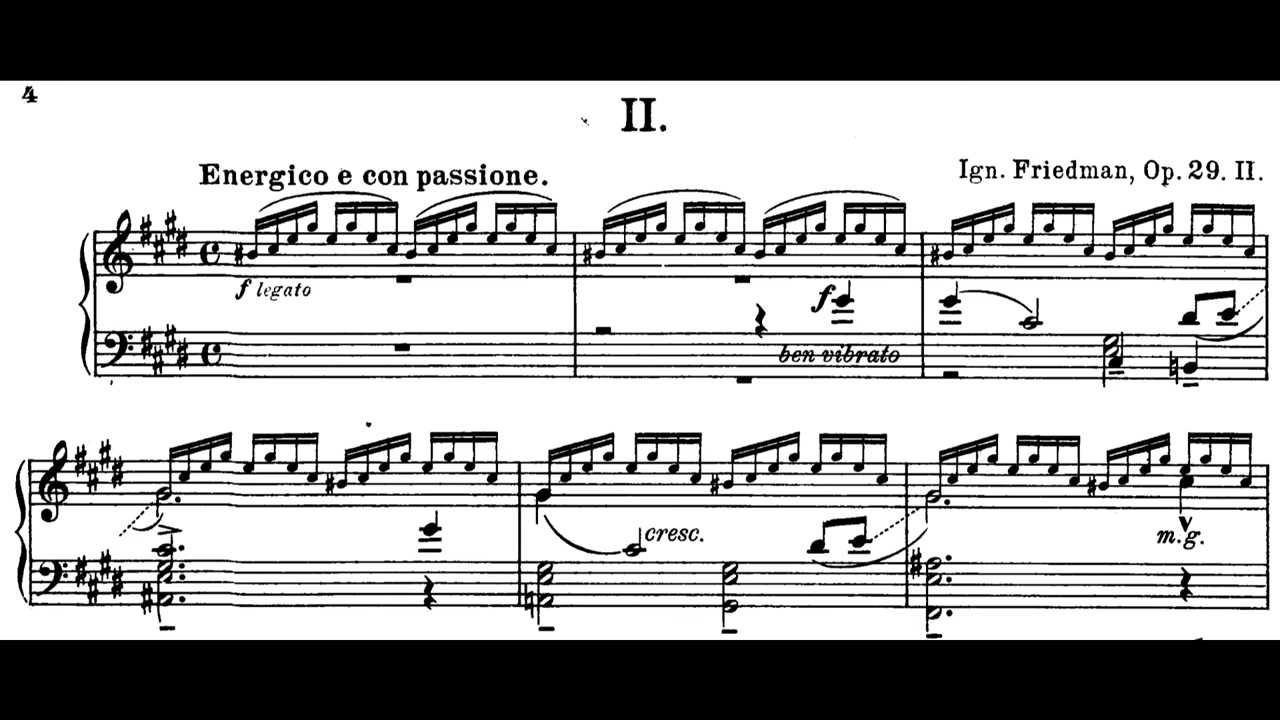 4
II.
Energico e con passione.
Ign. Friedman, Op. 29. II.
f legato
f
ben vibrato
cresc.
m.g.